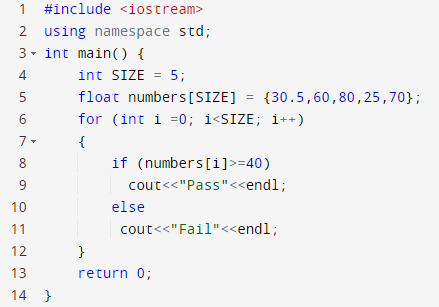 1 #include <iostream>
2 using namespace std;
3 int main() {
4     int SIZE = 5;
5     float numbers[SIZE] = {30.5,60,80,25,70};
6     for (int i =0; i<SIZE; i++)
7     {
8         if (numbers[i]>=40)
9           cout<<"Pass"<<endl;
10         else
11          cout<<"Fail"<<endl;
12     }
13     return 0;
14 }